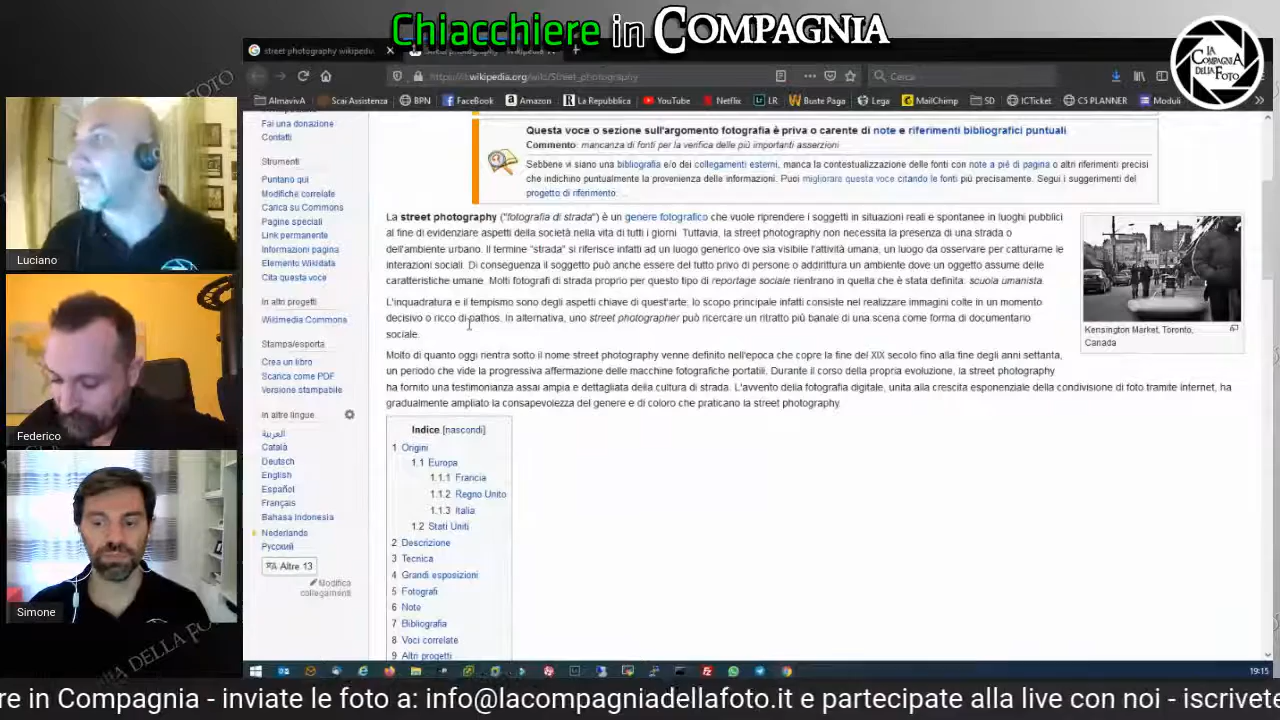 Chiacchiere in COMPAGNIA
LA COMPAGNIA DELLA FOTO
street photography wikipedia
https://it.wikipedia.org/wiki/Street_photography
Cerca
AlmavivA Scai Assistenza BPN FaceBook Amazon La Repubblica YouTube Netflix LR Buste Paga Lega MailChimp SD ICTicket C5 PLANNER Moduli
Fai una donazione
Contatti
Strumenti
Puntano qui
Modifiche correlate
Carica su Commons
Pagine speciali
Link permanente
Informazioni pagina
Elemento Wikidata
Cita questa voce
In altri progetti
Wikimedia Commons
Stampa/esporta
Crea un libro
Scarica come PDF
Versione stampabile
In altre lingue
العربية
Català
Deutsch
English
Español
Français
Bahasa Indonesia
Nederlands
Русский
Altre 13
Modifica
collegamenti
Questa voce o sezione sull'argomento fotografia è priva o carente di note e riferimenti bibliografici puntuali
Commento: mancanza di fonti per la verifica delle più importanti asserzioni
Sebbene vi siano una bibliografia e/o dei collegamenti esterni, manca la contestualizzazione delle fonti con note a piè di pagina o altri riferimenti precisi
che indichino puntualmente la provenienza delle informazioni. Puoi migliorare questa voce citando le fonti più precisamente. Segui i suggerimenti del
progetto di riferimento.
La street photography ("fotografia di strada") è un genere fotografico che vuole riprendere i soggetti in situazioni reali e spontanee in luoghi pubblici
al fine di evidenziare aspetti della società nella vita di tutti i giorni. Tuttavia, la street photography non necessita la presenza di una strada o
dell'ambiente urbano. Il termine "strada" si riferisce infatti ad un luogo generico ove sia visibile l'attività umana, un luogo da osservare per catturarne le
interazioni sociali. Di conseguenza il soggetto può anche essere del tutto privo di persone o addirittura un ambiente dove un oggetto assume delle
caratteristiche umane. Molti fotografi di strada proprio per questo tipo di reportage sociale rientrano in quella che è stata definita: scuola umanista.
L'inquadratura e il tempismo sono degli aspetti chiave di quest'arte: lo scopo principale infatti consiste nel realizzare immagini colte in un momento
decisivo o ricco di pathos. In alternativa, uno street photographer può ricercare un ritratto più banale di una scena come forma di documentario
sociale.
Molto di quanto oggi rientra sotto il nome street photography venne definito nell'epoca che copre la fine del XIX secolo fino alla fine degli anni settanta,
un periodo che vide la progressiva affermazione delle macchine fotografiche portatili. Durante il corso della propria evoluzione, la street photography
ha fornito una testimonianza assai ampia e dettagliata della cultura di strada. L'avvento della fotografia digitale, unita alla crescita esponenziale della condivisione di foto tramite internet, ha
gradualmente ampliato la consapevolezza del genere e di coloro che praticano la street photography.
Kensington Market, Toronto,
Canada
Indice [nascondi]
1 Origini
1.1 Europa
1.1.1 Francia
1.1.2 Regno Unito
1.1.3 Italia
1.2 Stati Uniti
2 Descrizione
3 Tecnica
4 Grandi esposizioni
5 Fotografi
6 Note
7 Bibliografia
8 Voci correlate
9 Altri progetti
Luciano
Federico
Simone
19:15
re in Compagnia - inviate le foto a: info@lacompagniadellafoto.it e partecipate alla live con noi - iscrivete